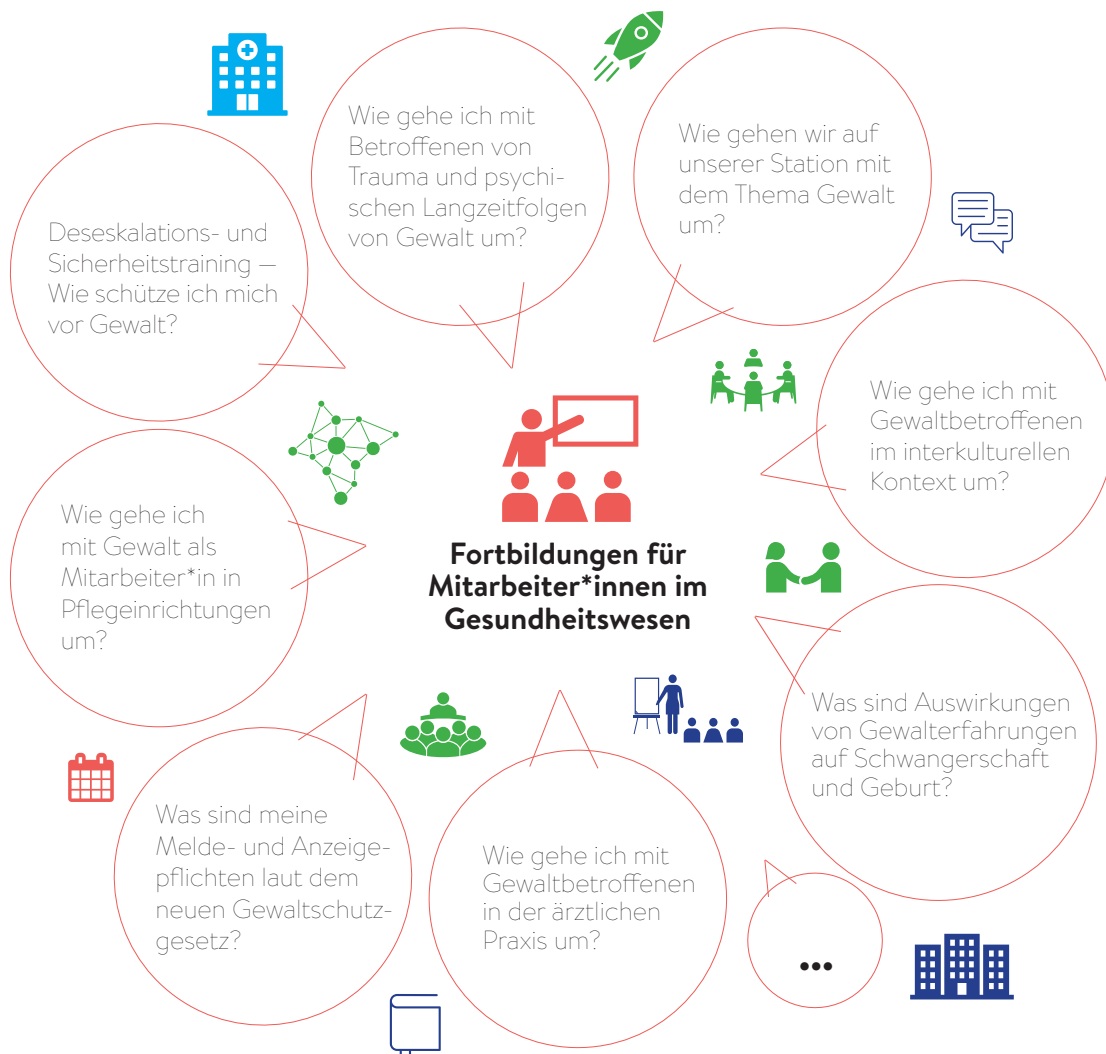 Wie gehe ich mit
Betroffenen von
Trauma und psychi-
schen Langzeitfolgen
von Gewalt um?
Wie gehen wir auf
unserer Station mit
dem Thema Gewalt
um?
Deseskalations- und
Sicherheitstraining –
Wie schütze ich mich
vor Gewalt?
Wie gehe ich mit
Gewaltbetroffenen
im interkulturellen
Kontext um?
Wie gehe ich
mit Gewalt als
Mitarbeiter*in in
Pflegeinrichtungen
um?
Fortbildungen für
Mitarbeiter*innen im
Gesundheitswesen
Was sind Auswirkungen
von Gewalterfahrungen
auf Schwangerschaft
und Geburt?
Was sind meine
Melde- und Anzeige-
pflichten laut dem
neuen Gewaltschutz-
gesetz?
Wie gehe ich mit
Gewaltbetroffenen
in der ärztlichen
Praxis um?
...